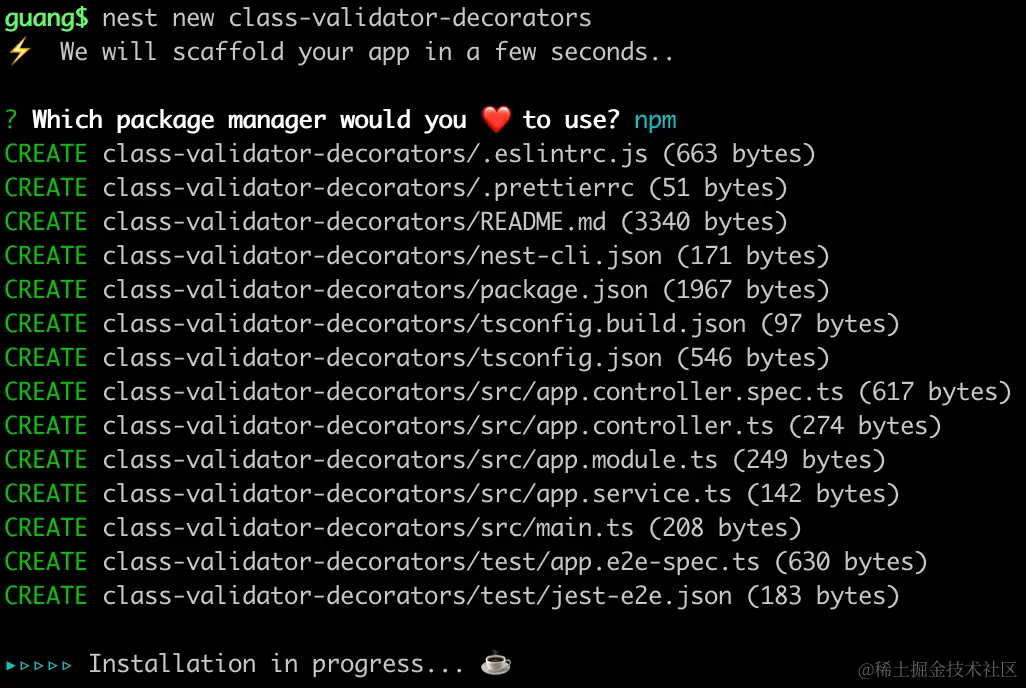 guang$ nest new class-validator-decorators
⚡ We will scaffold your app in a few seconds..
? Which package manager would you ❤️ to use? npm
CREATE class-validator-decorators/.eslintrc.js (663 bytes)
CREATE class-validator-decorators/.prettierrc (51 bytes)
CREATE class-validator-decorators/README.md (3340 bytes)
CREATE class-validator-decorators/nest-cli.json (171 bytes)
CREATE class-validator-decorators/package.json (1967 bytes)
CREATE class-validator-decorators/tsconfig.build.json (97 bytes)
CREATE class-validator-decorators/tsconfig.json (546 bytes)
CREATE class-validator-decorators/src/app.controller.spec.ts (617 bytes)
CREATE class-validator-decorators/src/app.controller.ts (274 bytes)
CREATE class-validator-decorators/src/app.module.ts (249 bytes)
CREATE class-validator-decorators/src/app.service.ts (142 bytes)
CREATE class-validator-decorators/src/main.ts (208 bytes)
CREATE class-validator-decorators/test/app.e2e-spec.ts (630 bytes)
CREATE class-validator-decorators/test/jest-e2e.json (183 bytes)
▸▹▹▹▹ Installation in progress... ☕
@稀土掘金技术社区